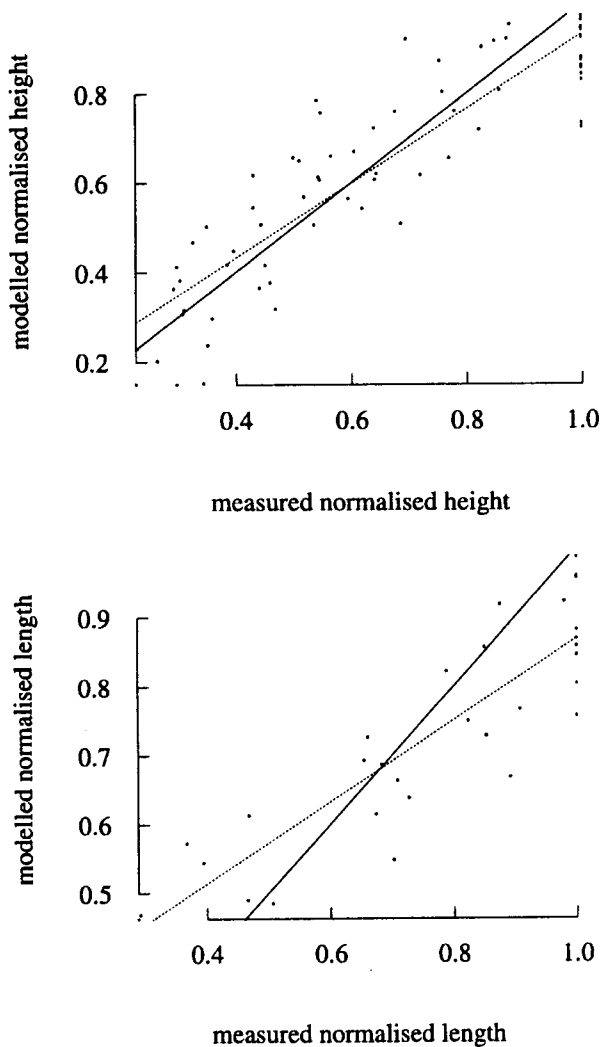 modelled normalised height
0.8
0.6
0.4
0.2
0.4 0.6 0.8 1.0
measured normalised height
modelled normalised length
0.9
0.8
0.7
0.6
0.5
0.4 0.6 0.8 1.0
measured normalised length